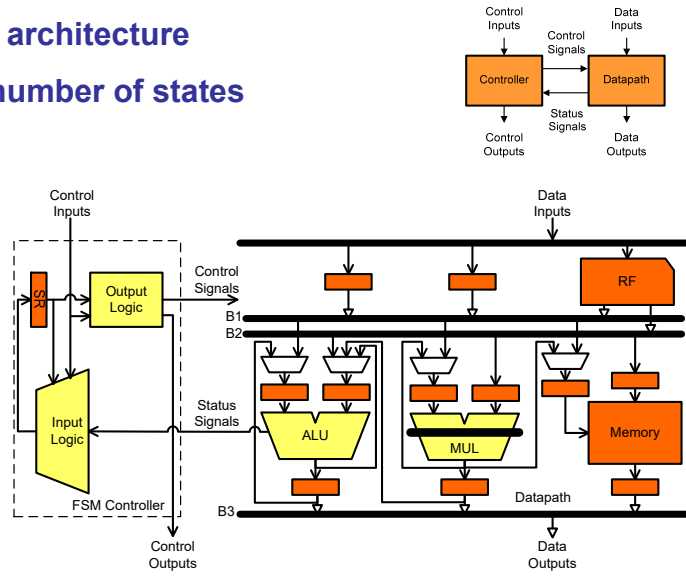 architecture
number of states
Control
Inputs
Data
Inputs
Control
Signals
Controller
Datapath
Status
Signals
Control
Outputs
Data
Outputs
Control
Inputs
Data
Inputs
SR
Output
Logic
Control
Signals
RF
B1
B2
Input
Logic
Status
Signals
ALU
MUL
Memory
FSM Controller
Datapath
B3
Control
Outputs
Data
Outputs